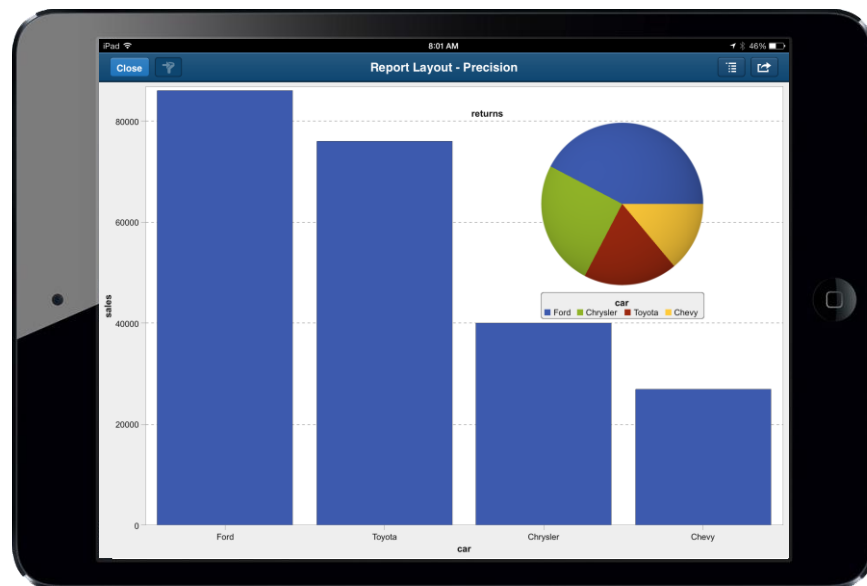 iPad 8:01 AM 46%
Close Report Layout - Precision
returns
80000
60000
40000
20000
0
sales
car
Ford Chrysler Toyota Chevy
Ford Toyota Chrysler Chevy
car